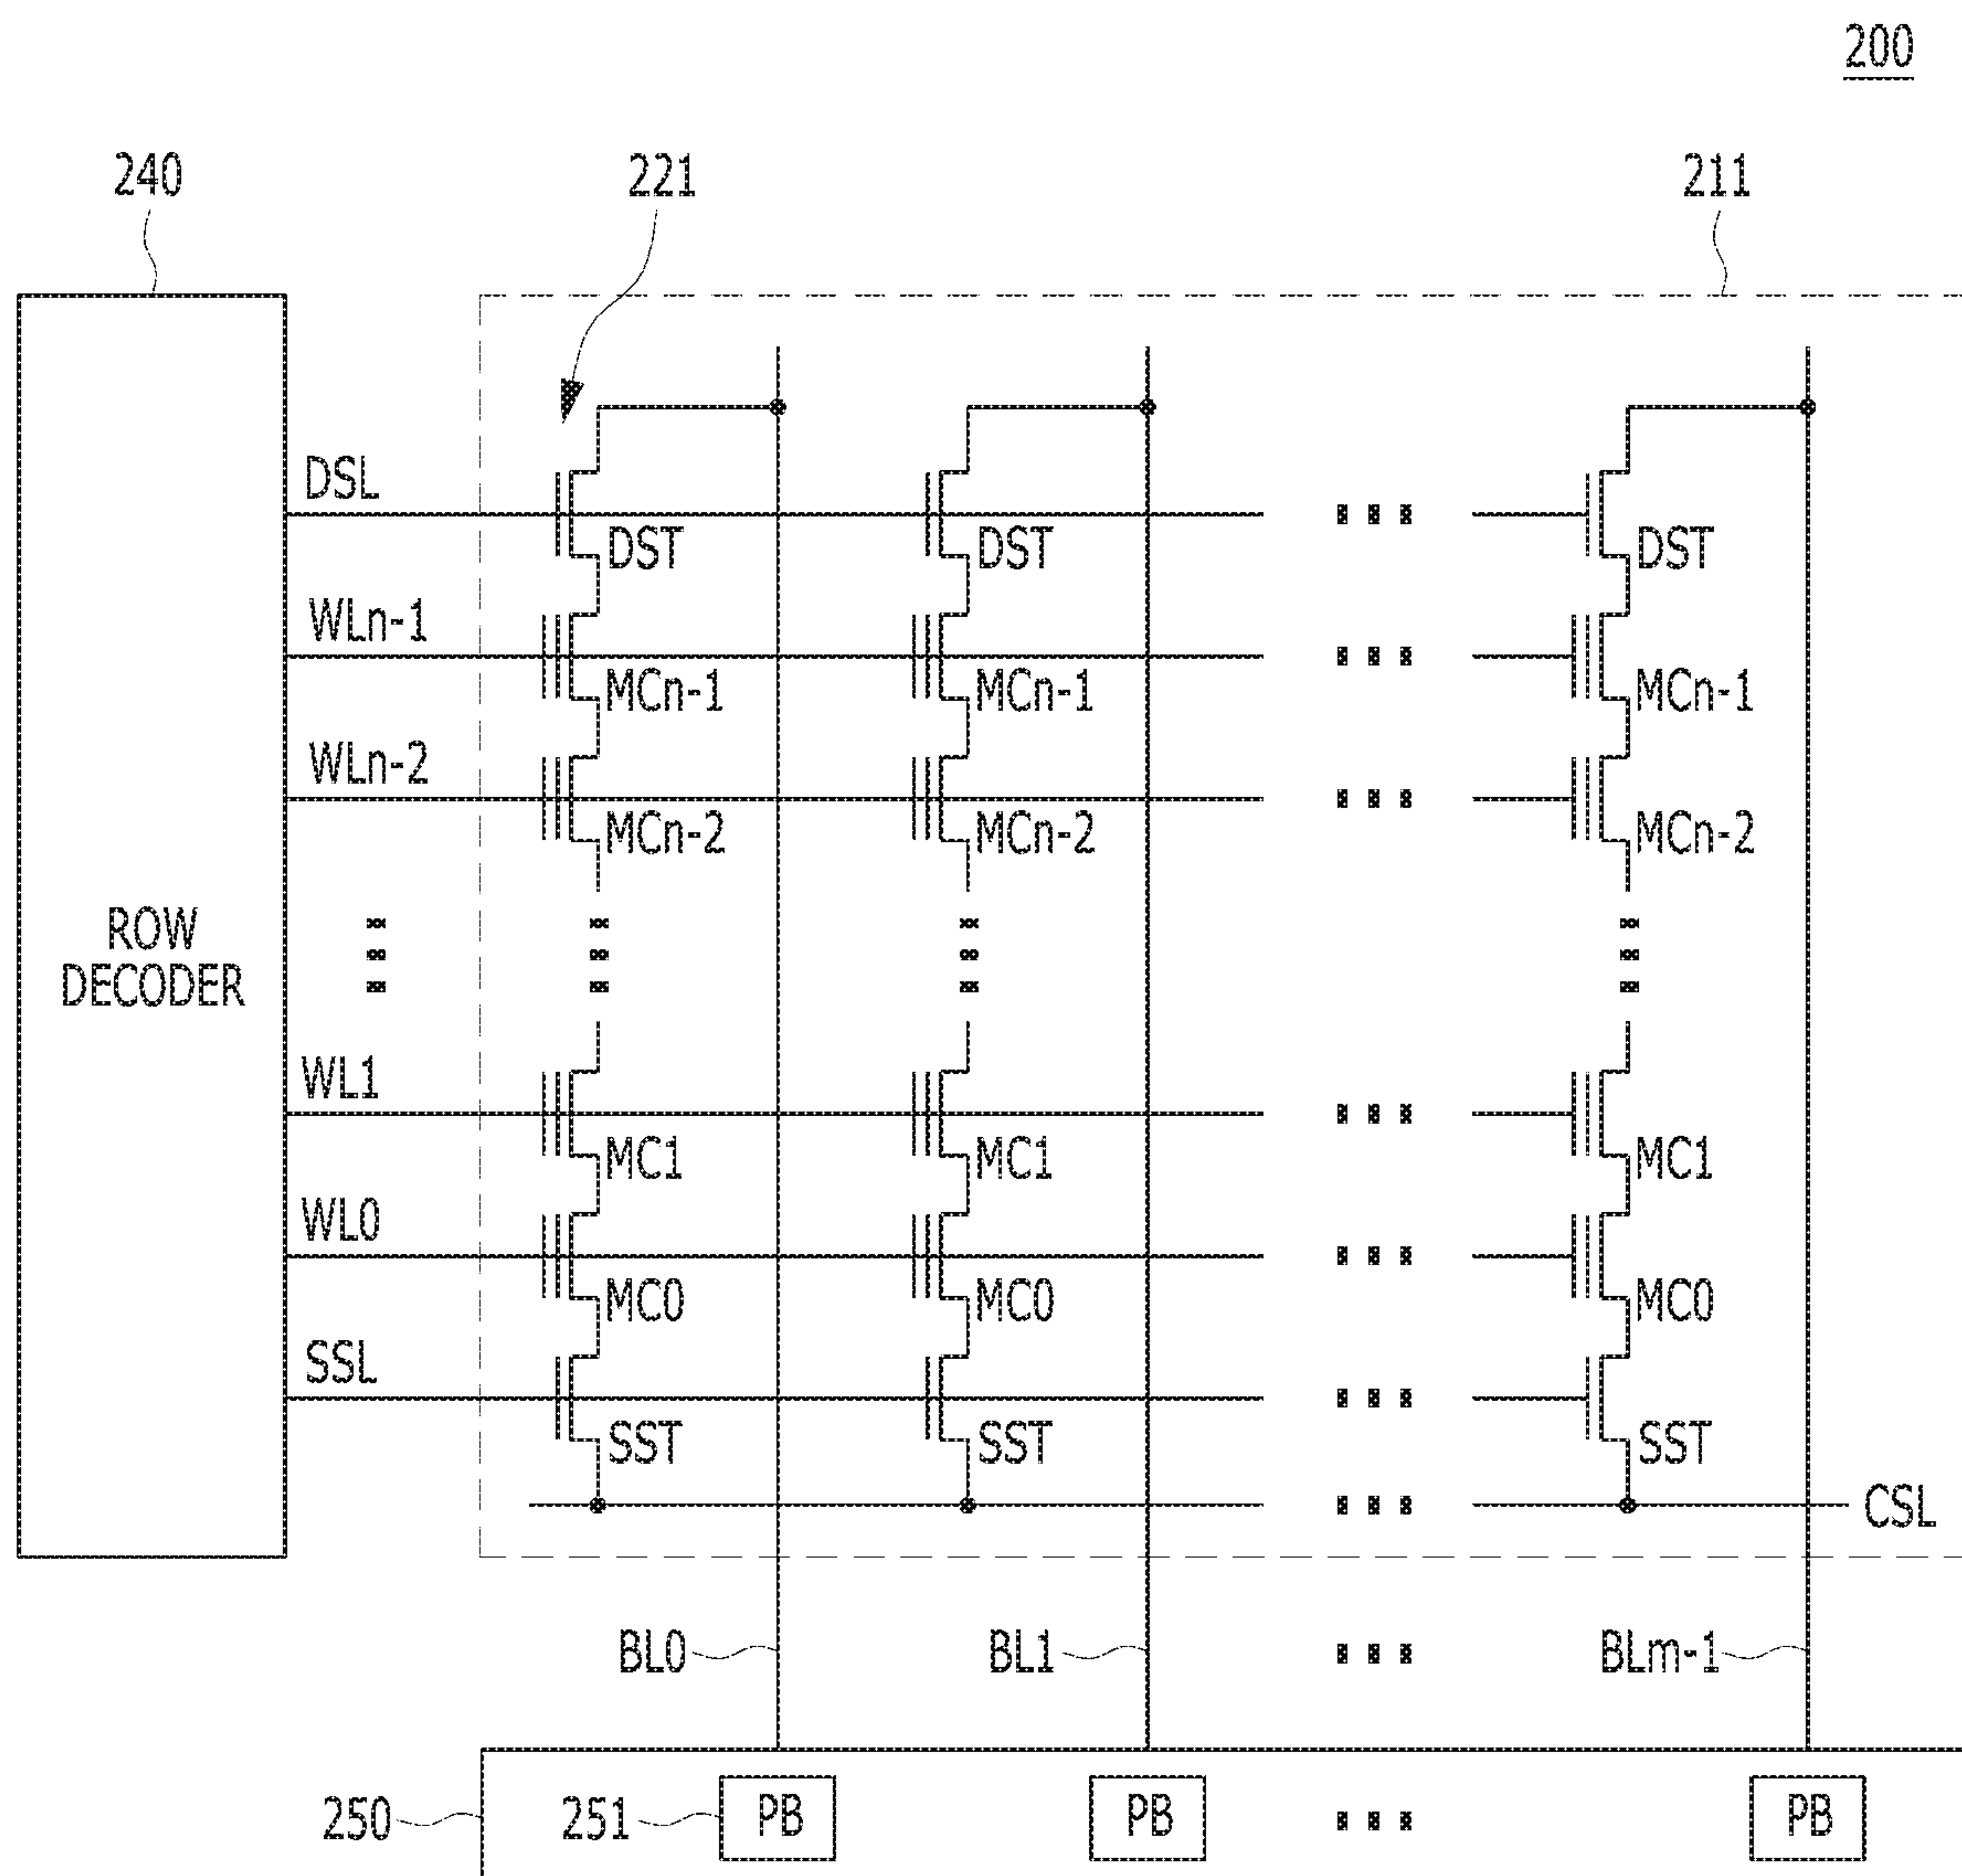 200
240
221
211
DSL
DST DST DST
WLn-1
MCn-1 MCn-1 MCn-1
WLn-2
MCn-2 MCn-2 MCn-2
ROW
DECODER
WL1
MC1 MC1 MC1
WL0
MC0 MC0 MC0
SSL
SST SST SST
CSL
BL0 BL1 BLm-1
250 251 PB PB PB